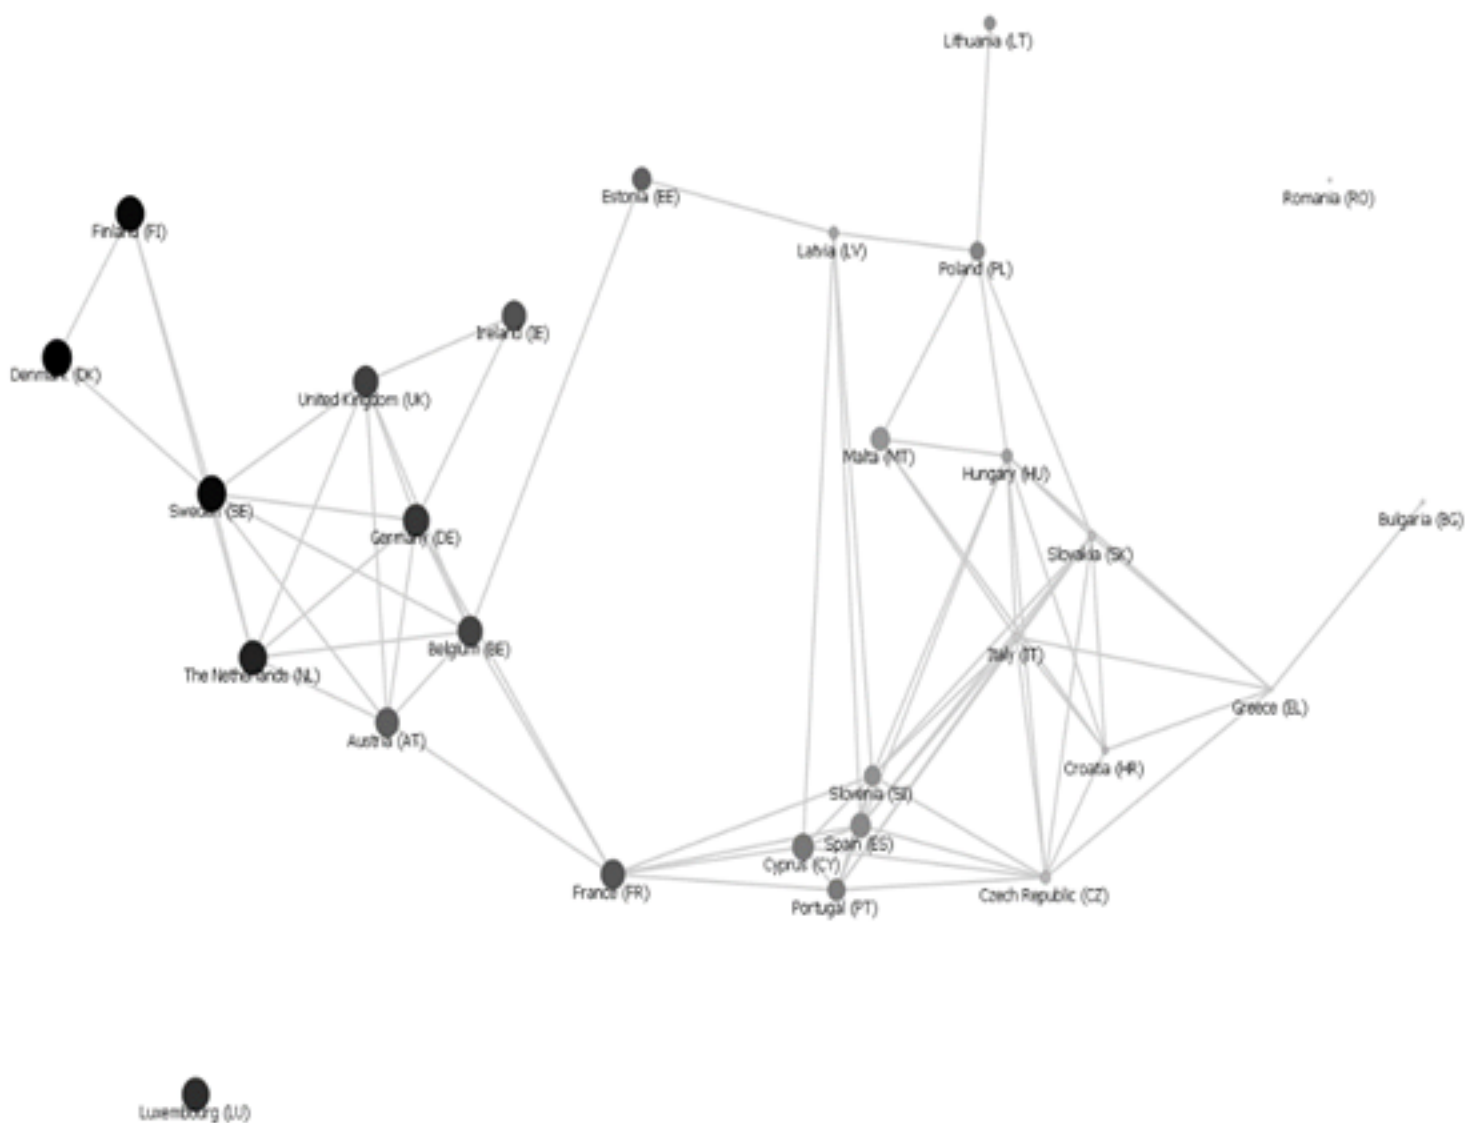 Lithuania (LT)
Estonia (EE)
Romania (RO)
Finland (FI)
Latvia (LV)
Poland (PL)
Ireland (IE)
Denmark (DK)
United Kingdom (UK)
Malta (MT)
Hungary (HU)
Sweden (SE)
Bulgaria (BG)
Germany (DE)
Slovakia (SK)
Belgium (BE)
Italy (IT)
The Netherlands (NL)
Greece (EL)
Austria (AT)
Croatia (HR)
Slovenia (SI)
Spain (ES)
Cyprus (CY)
France (FR)
Czech Republic (CZ)
Portugal (PT)
Luxembourg (LU)